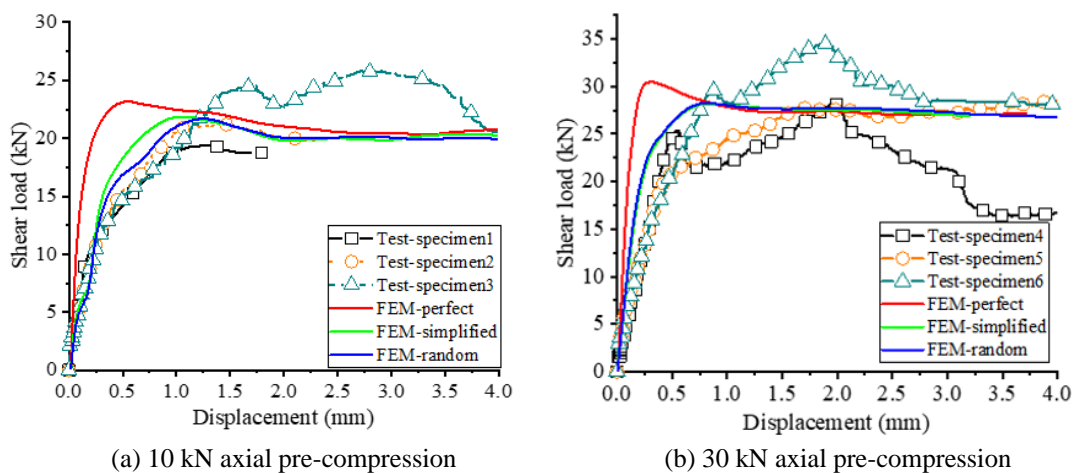 30
25
20
15
10
5
0
Shear load (kN)
Test-specimen1
Test-specimen2
Test-specimen3
FEM-perfect
FEM-simplified
FEM-random
0.0 0.5 1.0 1.5 2.0 2.5 3.0 3.5 4.0
Displacement (mm)
(a) 10 kN axial pre-compression
40
35
30
25
20
15
10
5
0
Shear load (kN)
Test-specimen4
Test-specimen5
Test-specimen6
FEM-perfect
FEM-simplified
FEM-random
0.0 0.5 1.0 1.5 2.0 2.5 3.0 3.5 4.0
Displacement (mm)
(b) 30 kN axial pre-compression